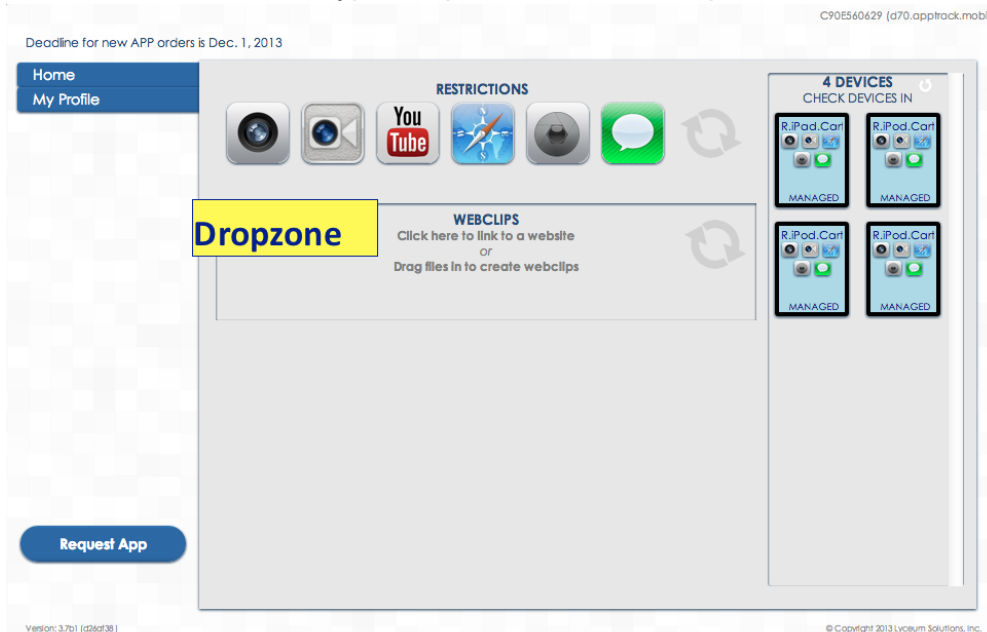 C90E560629 (d70.apptrack.mobi
Deadline for new APP orders is Dec. 1, 2013
Home
My Profile
RESTRICTIONS
You
Tube
N
S
Dropzone
WEBCLIPS
Click here to link to a website
or
Drag files in to create webclips
4 DEVICES
CHECK DEVICES IN
R.iPad.Cart
MANAGED
R.iPod.Cart
MANAGED
R.iPod.Cart
MANAGED
R.iPod.Cart
MANAGED
Request App
Version: 3.7b1 (d26af38)
© Copyright 2013 Lyceum Solutions, Inc.